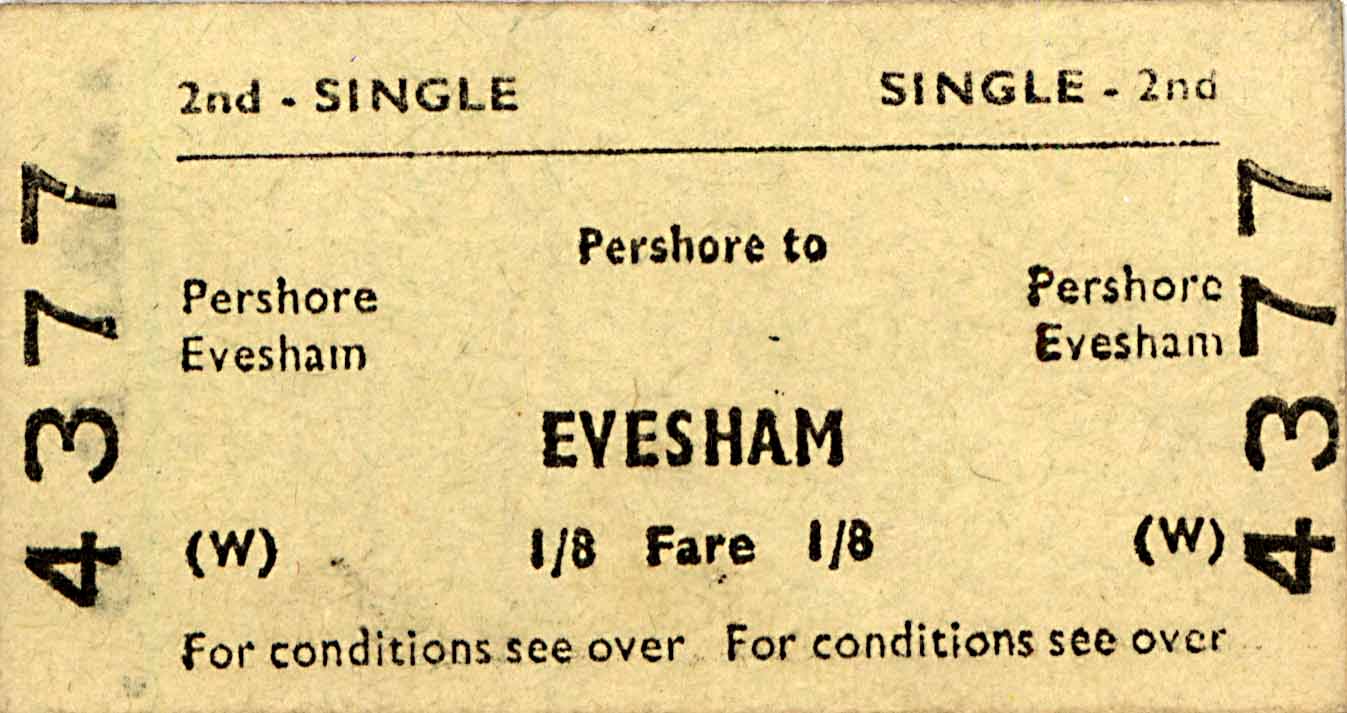 2nd - SINGLE SINGLE - 2nd
Pershore to
Pershore Pershore
Evesham Evesham
EVESHAM
(W) 1/8 Fare 1/8 (W)
For conditions see over For conditions see over
4377
4377